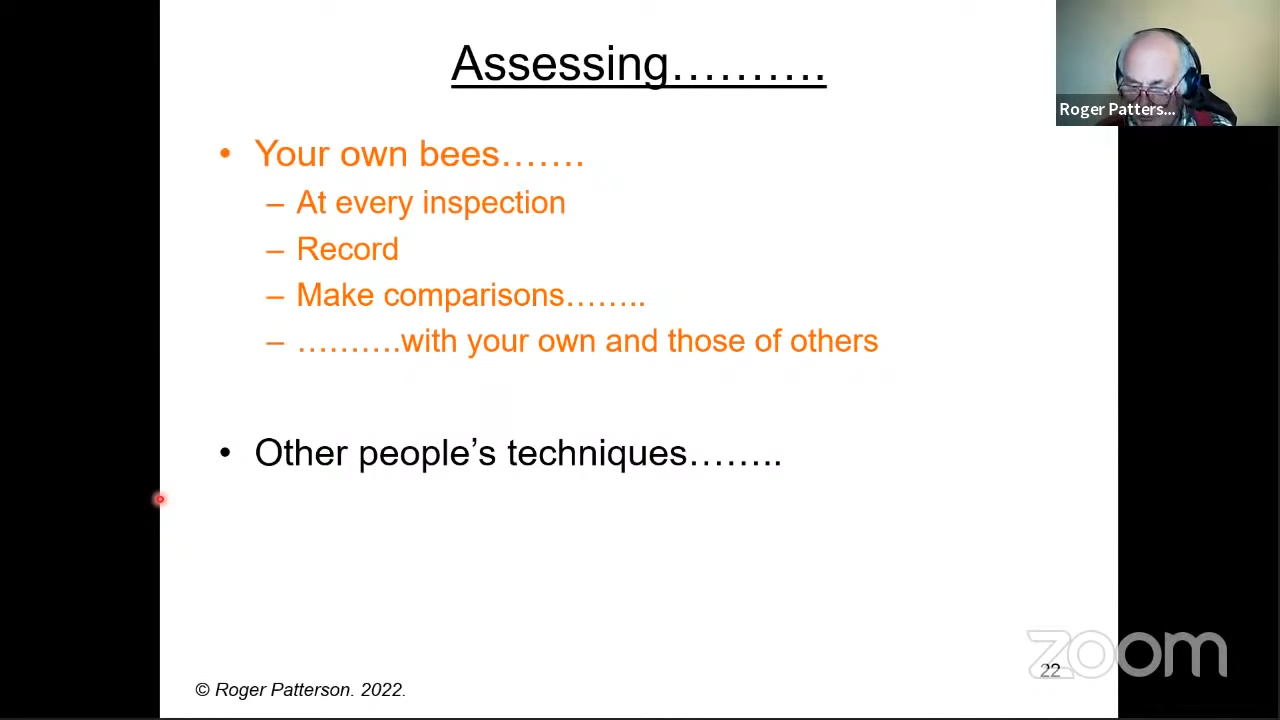 Assessing……….
Roger Patters...
• Your own bees…….
– At every inspection
– Record
– Make comparisons……..
– ……….with your own and those of others
• Other people’s techniques……..
zoom
22
© Roger Patterson. 2022.